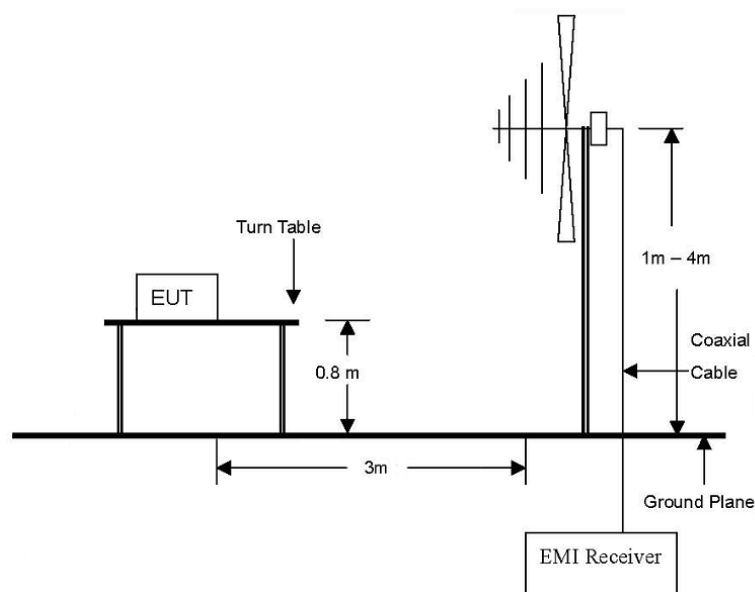 Turn Table
EUT
1m – 4m
0.8 m
Coaxial
Cable
3m
Ground Plane
EMI Receiver